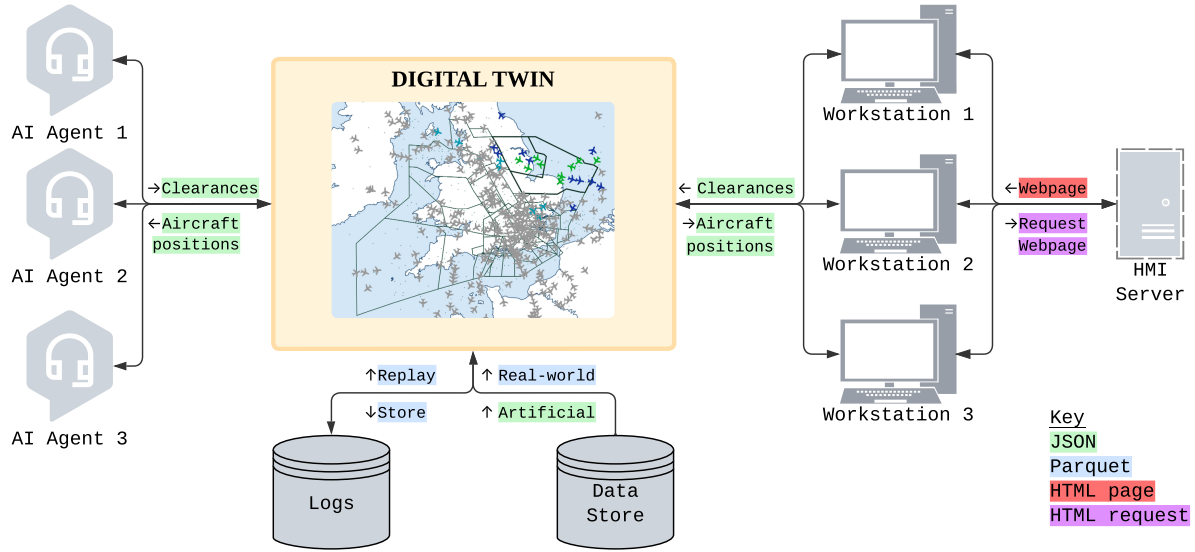 DIGITAL TWIN
AI Agent 1
AI Agent 2
AI Agent 3
→Clearances
←Aircraft
positions
← Clearances
→Aircraft
positions
Workstation 1
Workstation 2
Workstation 3
←Webpage
→Request
Webpage
HMI
Server
↑Replay
↓Store
↑ Real-world
↑ Artificial
Logs
Data
Store
Key
JSON
Parquet
HTML page
HTML request